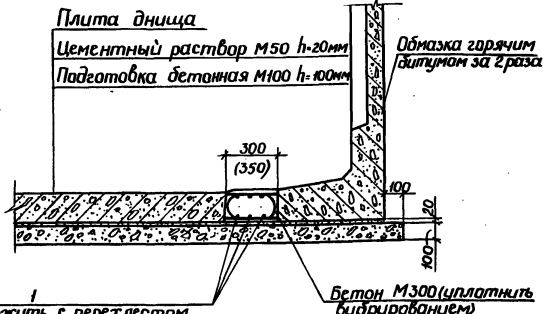 Плита днища
Цементный раствор М50 h=20мм
Подготовка бетонная М100 h=100мм
Обмазка горячим
битумом за 2 раза
300
(350)
100
20
100
1
с перехлестом
Бетон М300 (уплотнить
вибрированием)